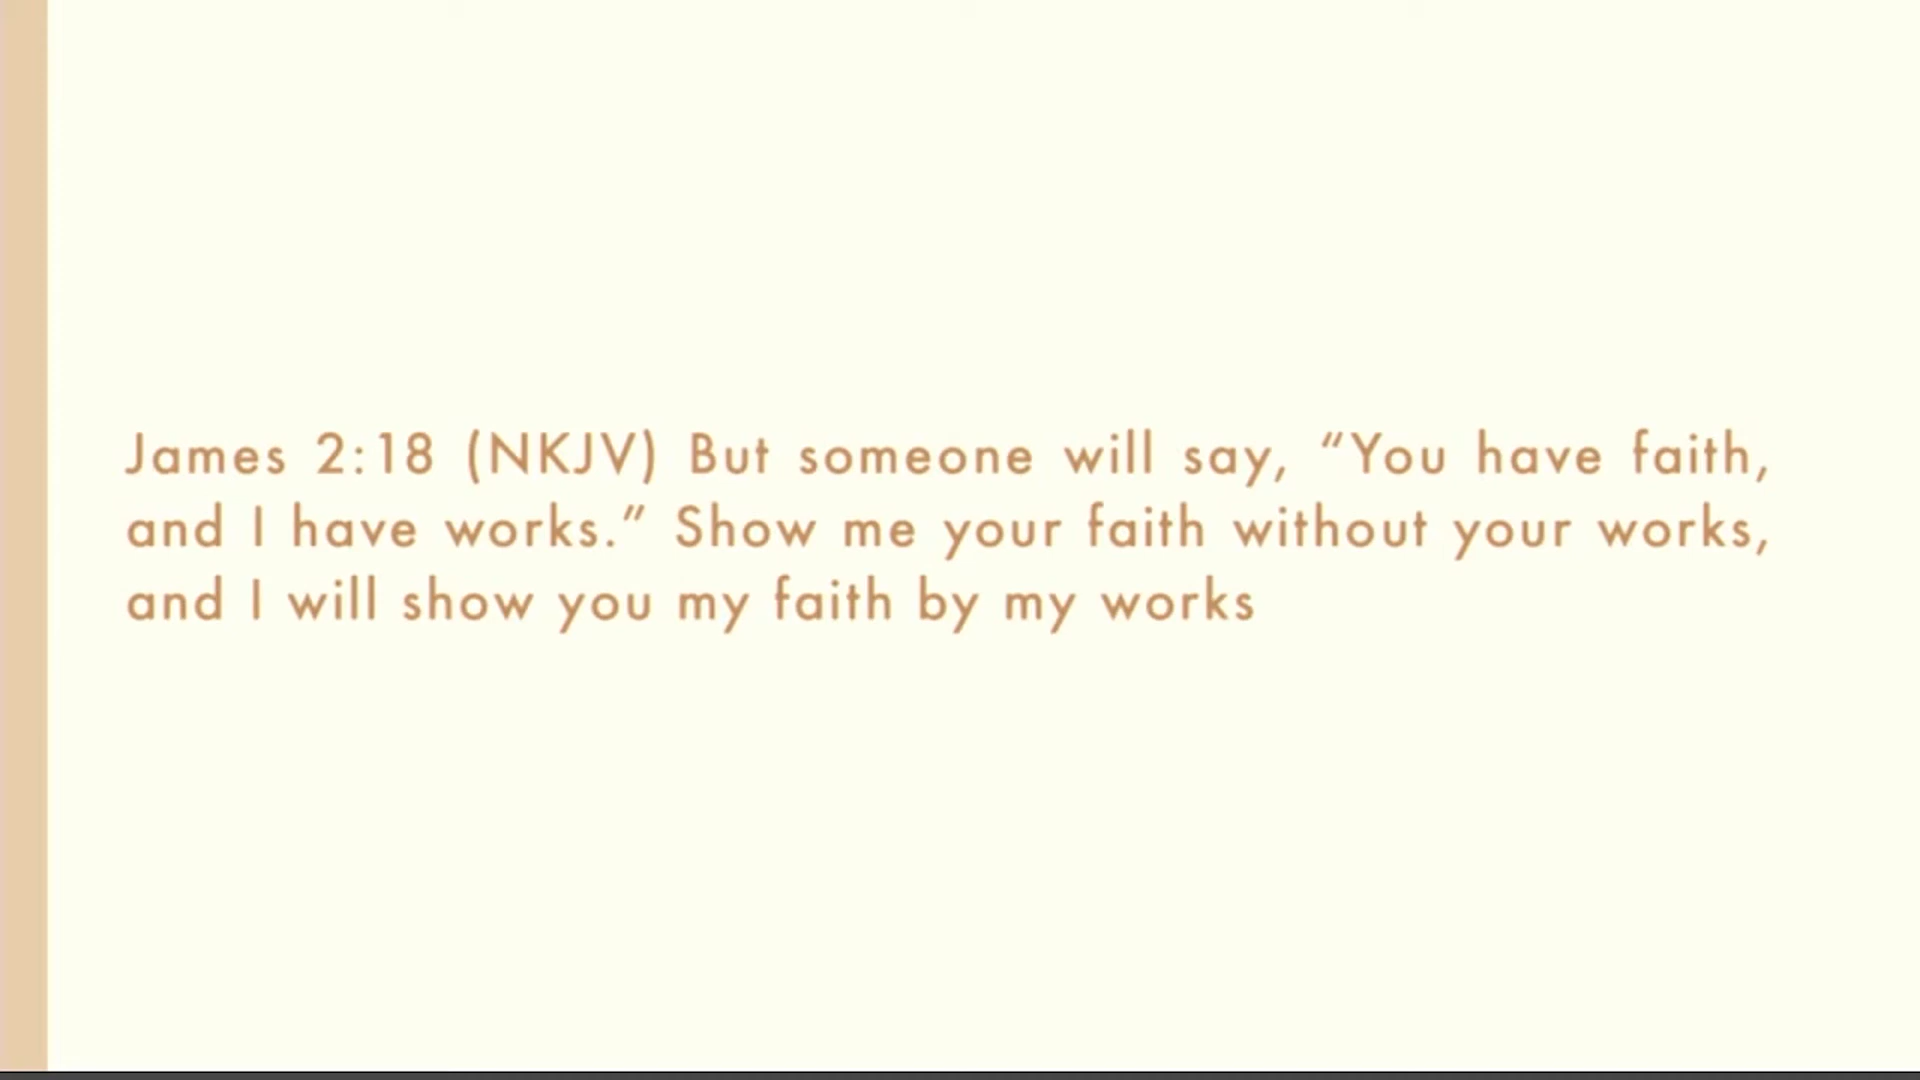 James 2:18 (NKJV) But someone will say, “You have faith,
and I have works.” Show me your faith without your works,
and I will show you my faith by my works